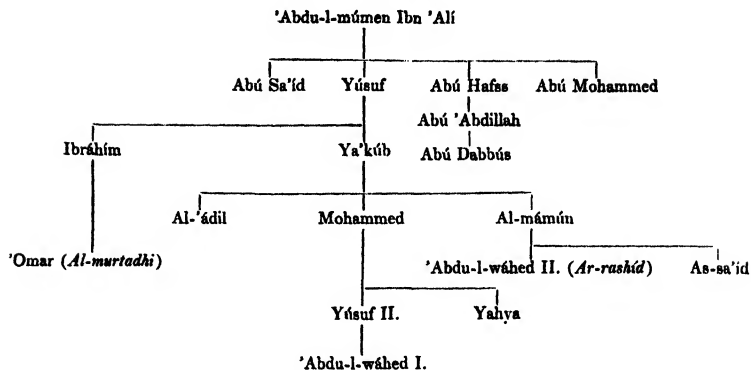 'Abdu-l-múmen Ibn 'Alí
Abú Sa'íd Yúsuf Abú Hafss Abú Mohammed
Abú 'Abdillah
Ibráhím Ya'kúb Abú Dabbús
Al-'ádil Mohammed Al-mámún
'Omar (Al-murtadhi) 'Abdu-l-wáhed II. (Ar-rashíd) As-sa'íd
Yúsuf II. Yahya
'Abdu-l-wáhed I.